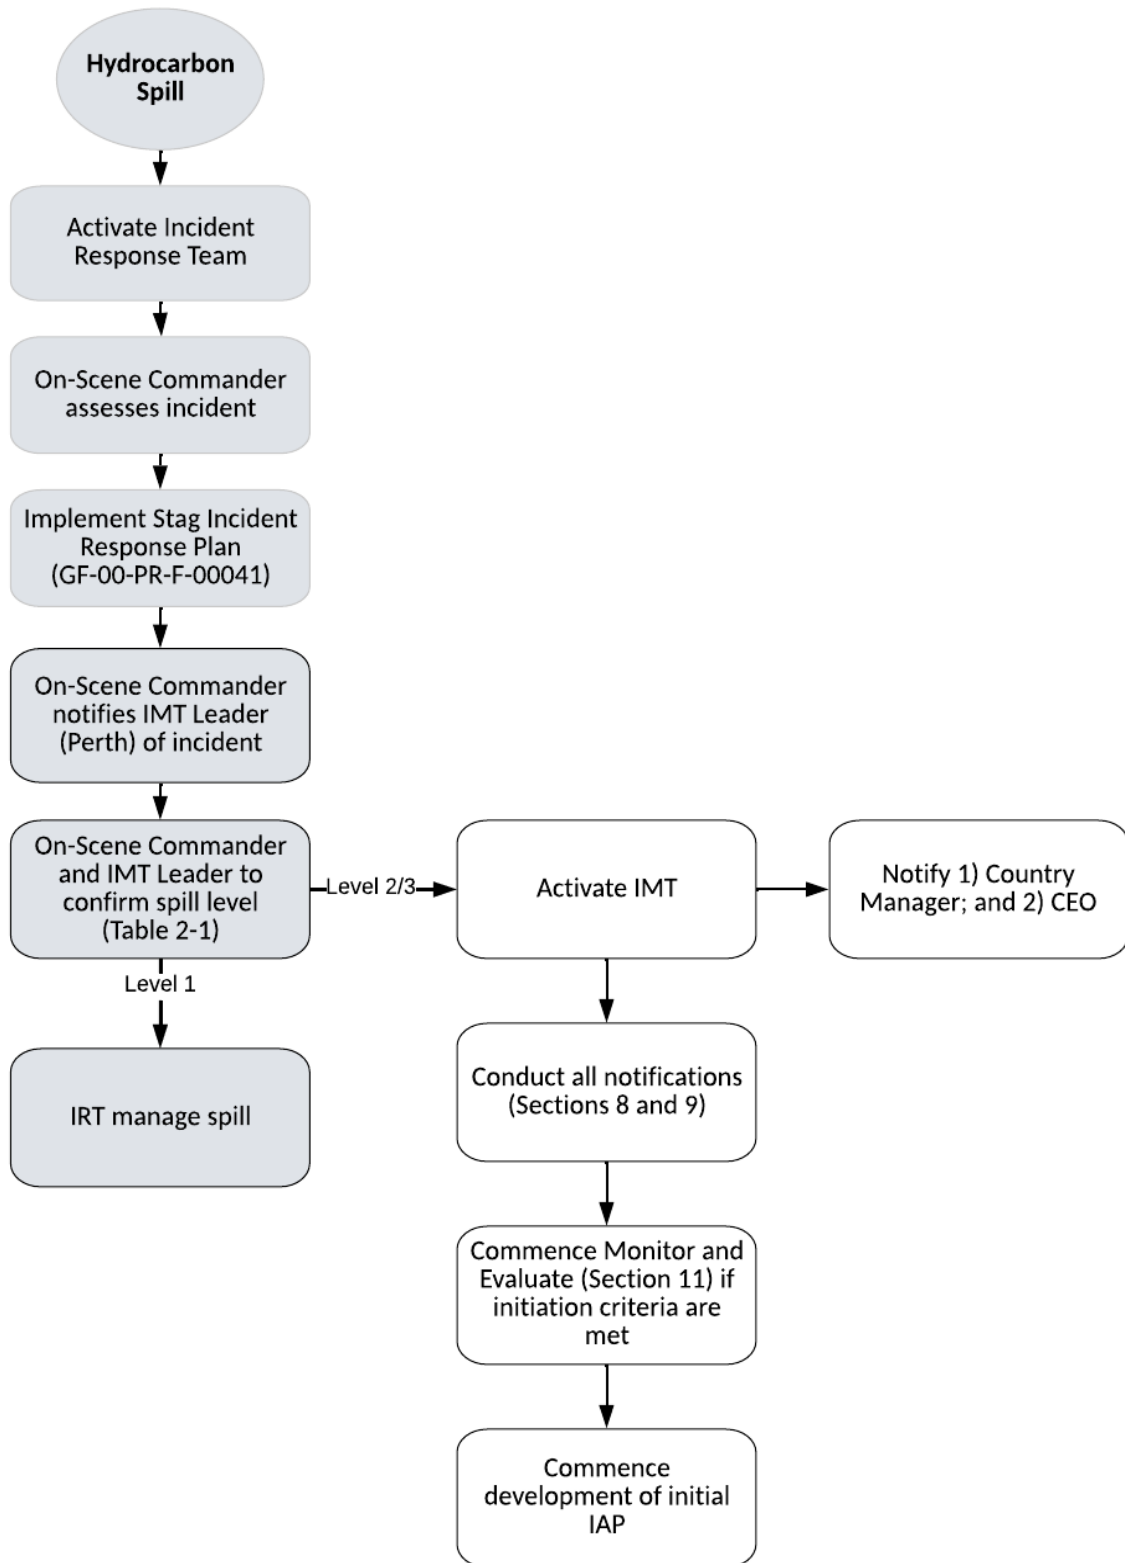 Hydrocarbon
Spill
Activate Incident
Response Team
On-Scene Commander
assesses incident
Implement Stag Incident
Response Plan
(GF-00-PR-F-00041)
On-Scene Commander
notifies IMT Leader
(Perth) of incident
On-Scene Commander
and IMT Leader to
confirm spill level
(Table 2-1)
Level 2/3
Activate IMT
Notify 1) Country
Manager; and 2) CEO
Level 1
IRT manage spill
Conduct all notifications
(Sections 8 and 9)
Commence Monitor and
Evaluate (Section 11) if
initiation criteria are
met
Commence
development of initial
IAP